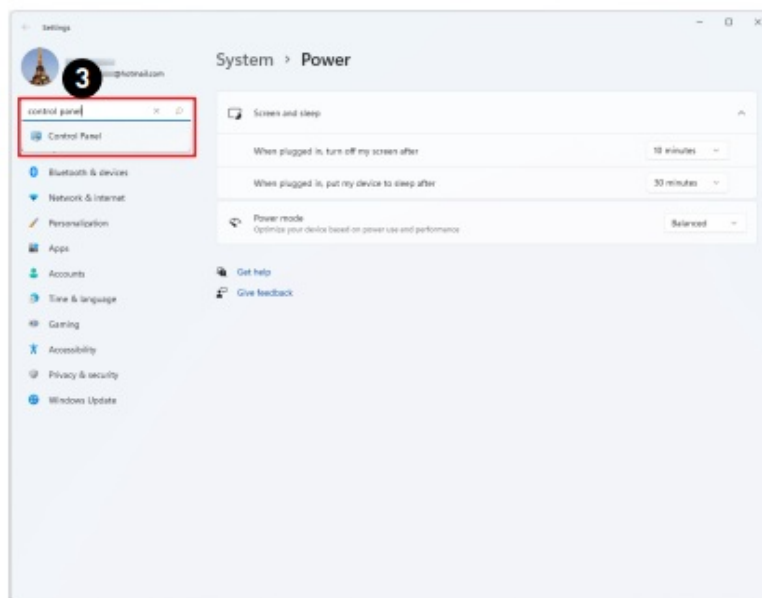 Settings
@hotmail.com
3
System > Power
control panel
Control Panel
Bluetooth & devices
Network & internet
Personalization
Apps
Accounts
Time & language
Gaming
Accessibility
Privacy & security
Windows Update
Screen and sleep
When plugged in, turn off my screen after
10 minutes
When plugged in, put my device to sleep after
30 minutes
Power mode
Optimize your device based on power use and performance
Balanced
Get help
Give feedback